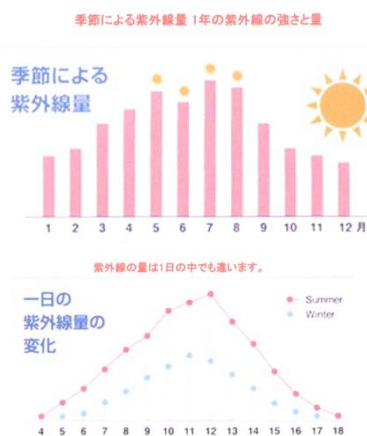 季節による紫外線量 1年の紫外線の強さと量
季節による
紫外線量
1 2 3 4 5 6 7 8 9 10 11 12 月
紫外線の量は1日の中でも違います。
一日の
紫外線量の
変化
Summer
Winter
4 5 6 7 8 9 10 11 12 13 14 15 16 17 18